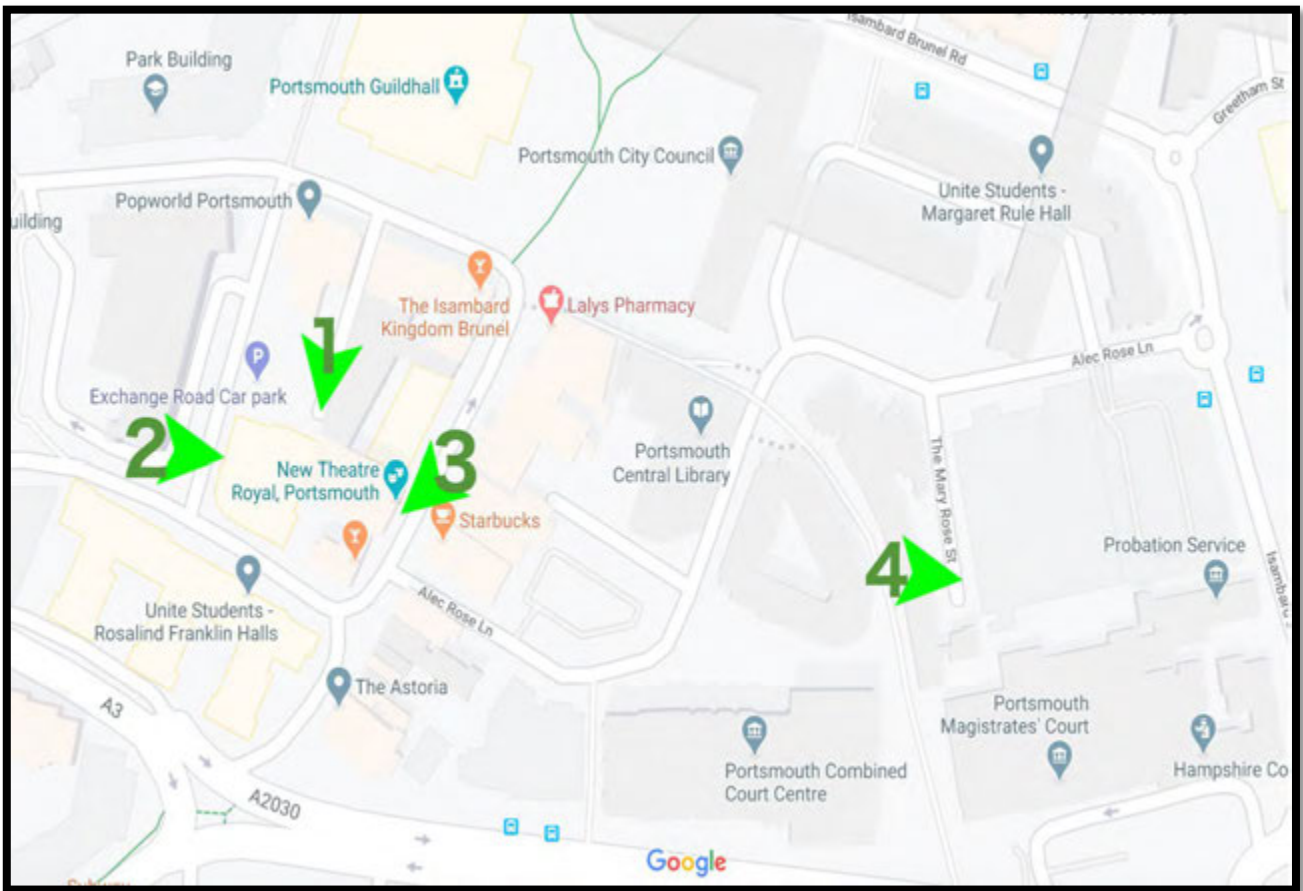 Isambard Brunel Rd
Park Building
Portsmouth Guildhall
Greetham St
Portsmouth City Council
Unite Students -
Margaret Rule Hall
Popworld Portsmouth
uilding
The Isambard
Kingdom Brunel
Lalys Pharmacy
1
Alec Rose Ln
Exchange Road Car park
P
2
3
New Theatre
Royal, Portsmouth
Portsmouth
Central Library
The Mary Rose St
Starbucks
4
Probation Service
Isambard
Unite Students -
Rosalind Franklin Halls
Alec Rose Ln
The Astoria
A3
Portsmouth
Magistrates' Court
Portsmouth Combined
Court Centre
Hampshire Co
A2030
Google
Subway